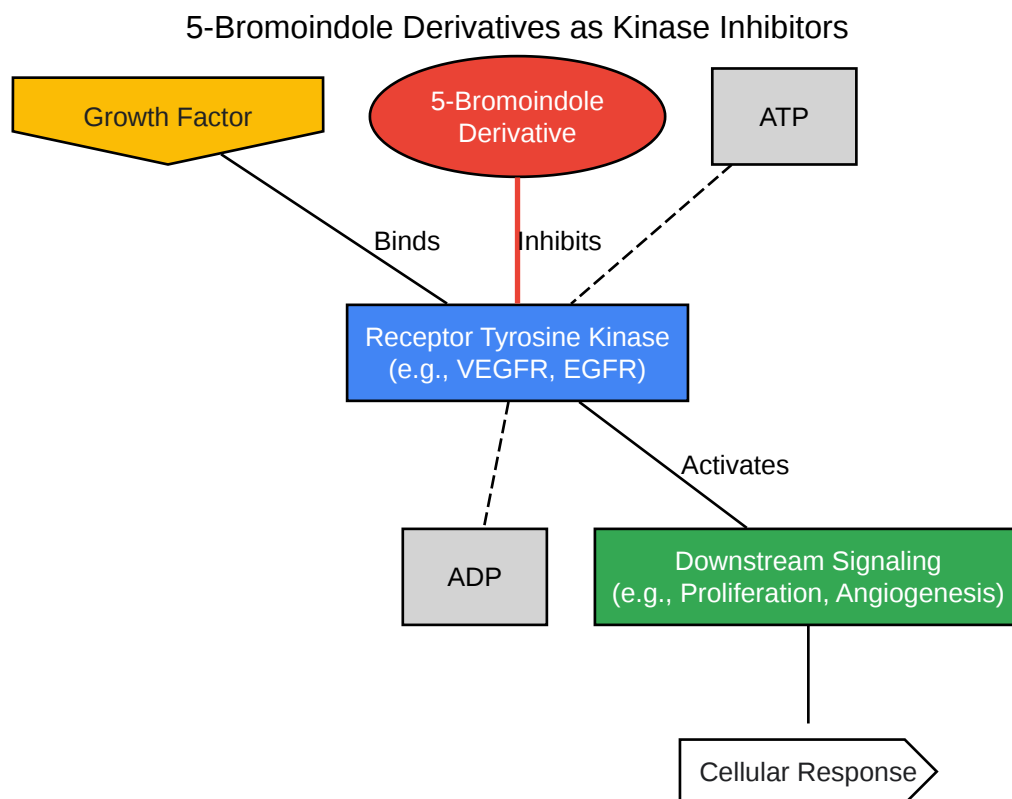 5-Bromoindole Derivatives as Kinase Inhibitors
Growth Factor
5-Bromoindole
Derivative
ATP
Binds
Inhibits
Receptor Tyrosine Kinase
(e.g., VEGFR, EGFR)
Activates
ADP
Downstream Signaling
(e.g., Proliferation, Angiogenesis)
Cellular Response